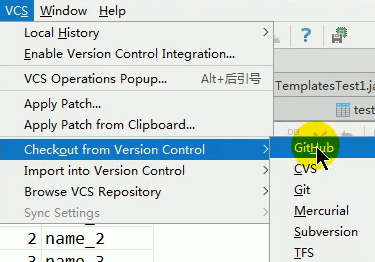 VCS Window Help
Local History
Enable Version Control Integration...
VCS Operations Popup... Alt+后引号
TemplatesTest1.ja
Apply Patch...
test
Apply Patch from Clipboard...
Checkout from Version Control
GitHub
Import into Version Control
CVS
Browse VCS Repository
Git
Sync Settings
Mercurial
2 name_2
Subversion
3 name_3
TFS